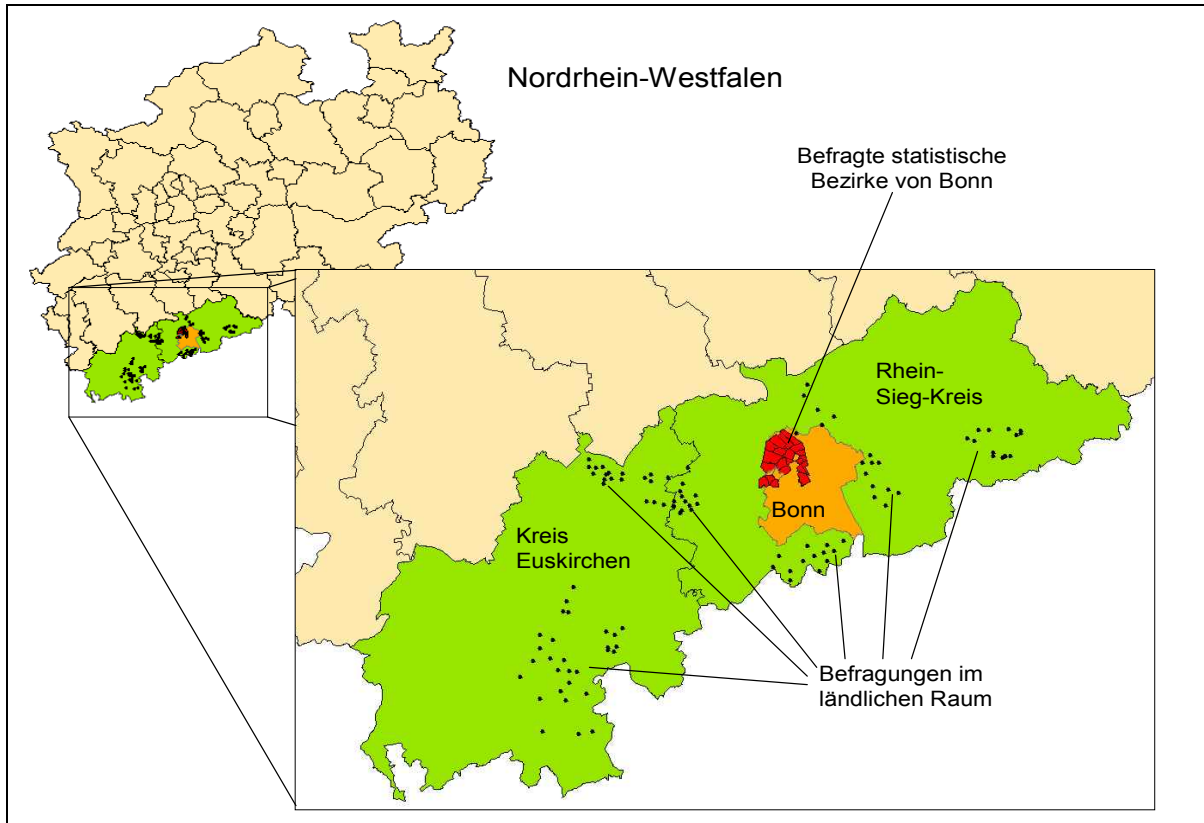 Nordrhein-Westfalen
Befragte statistische
Bezirke von Bonn
Rhein-
Sieg-Kreis
Bonn
Kreis
Euskirchen
Befragungen im
ländlichen Raum